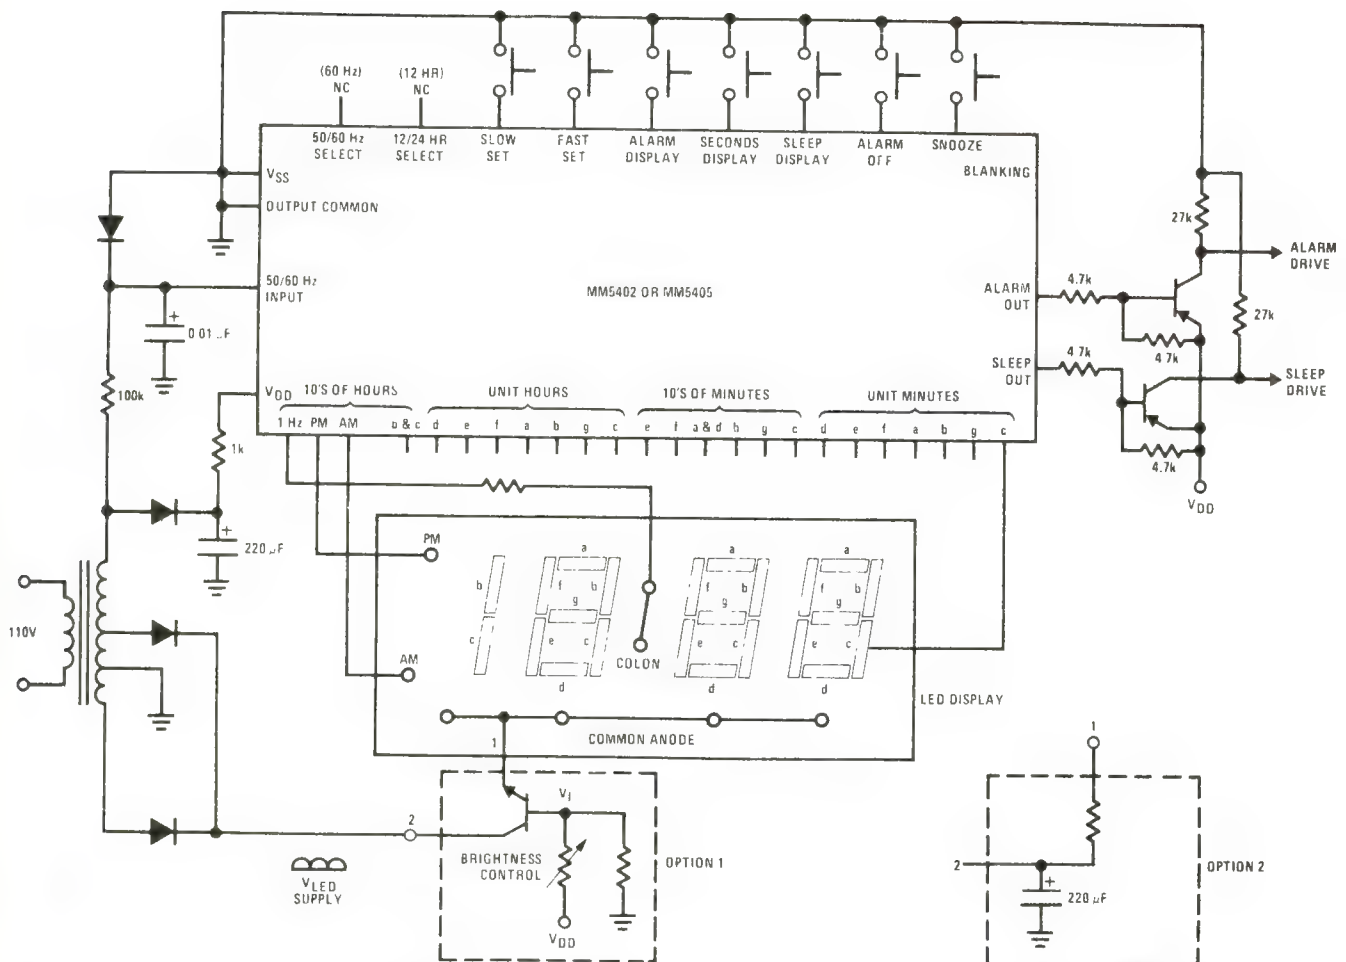 (60 Hz) (12 HR)
NC NC
50/60 Hz SELECT
12/24 HR SELECT
SLOW SET
FAST SET
ALARM DISPLAY
SECONDS DISPLAY
SLEEP DISPLAY
ALARM OFF
SNOOZE
VSS
BLANKING
OUTPUT COMMON
27k
ALARM DRIVE
50/60 Hz INPUT
MM5402 OR MM5405
ALARM OUT
4.7k
27k
+
0.01 µF
4.7k
SLEEP OUT
4.7k
SLEEP DRIVE
100k
VDD
10'S OF HOURS
UNIT HOURS
10'S OF MINUTES
UNIT MINUTES
1 Hz PM AM b & c d e f a b g c e f a & d b g c d e f a b g c
1k
4.7k
VDD
+
220 µF
PM
a a a
b f b f b f b
g g g
110V
c e c e c e c
AM
COLON
d d d
LED DISPLAY
COMMON ANODE
1
1
V1
2
BRIGHTNESS CONTROL
OPTION 1
2
OPTION 2
VLED SUPPLY
+
220 µF
VDD